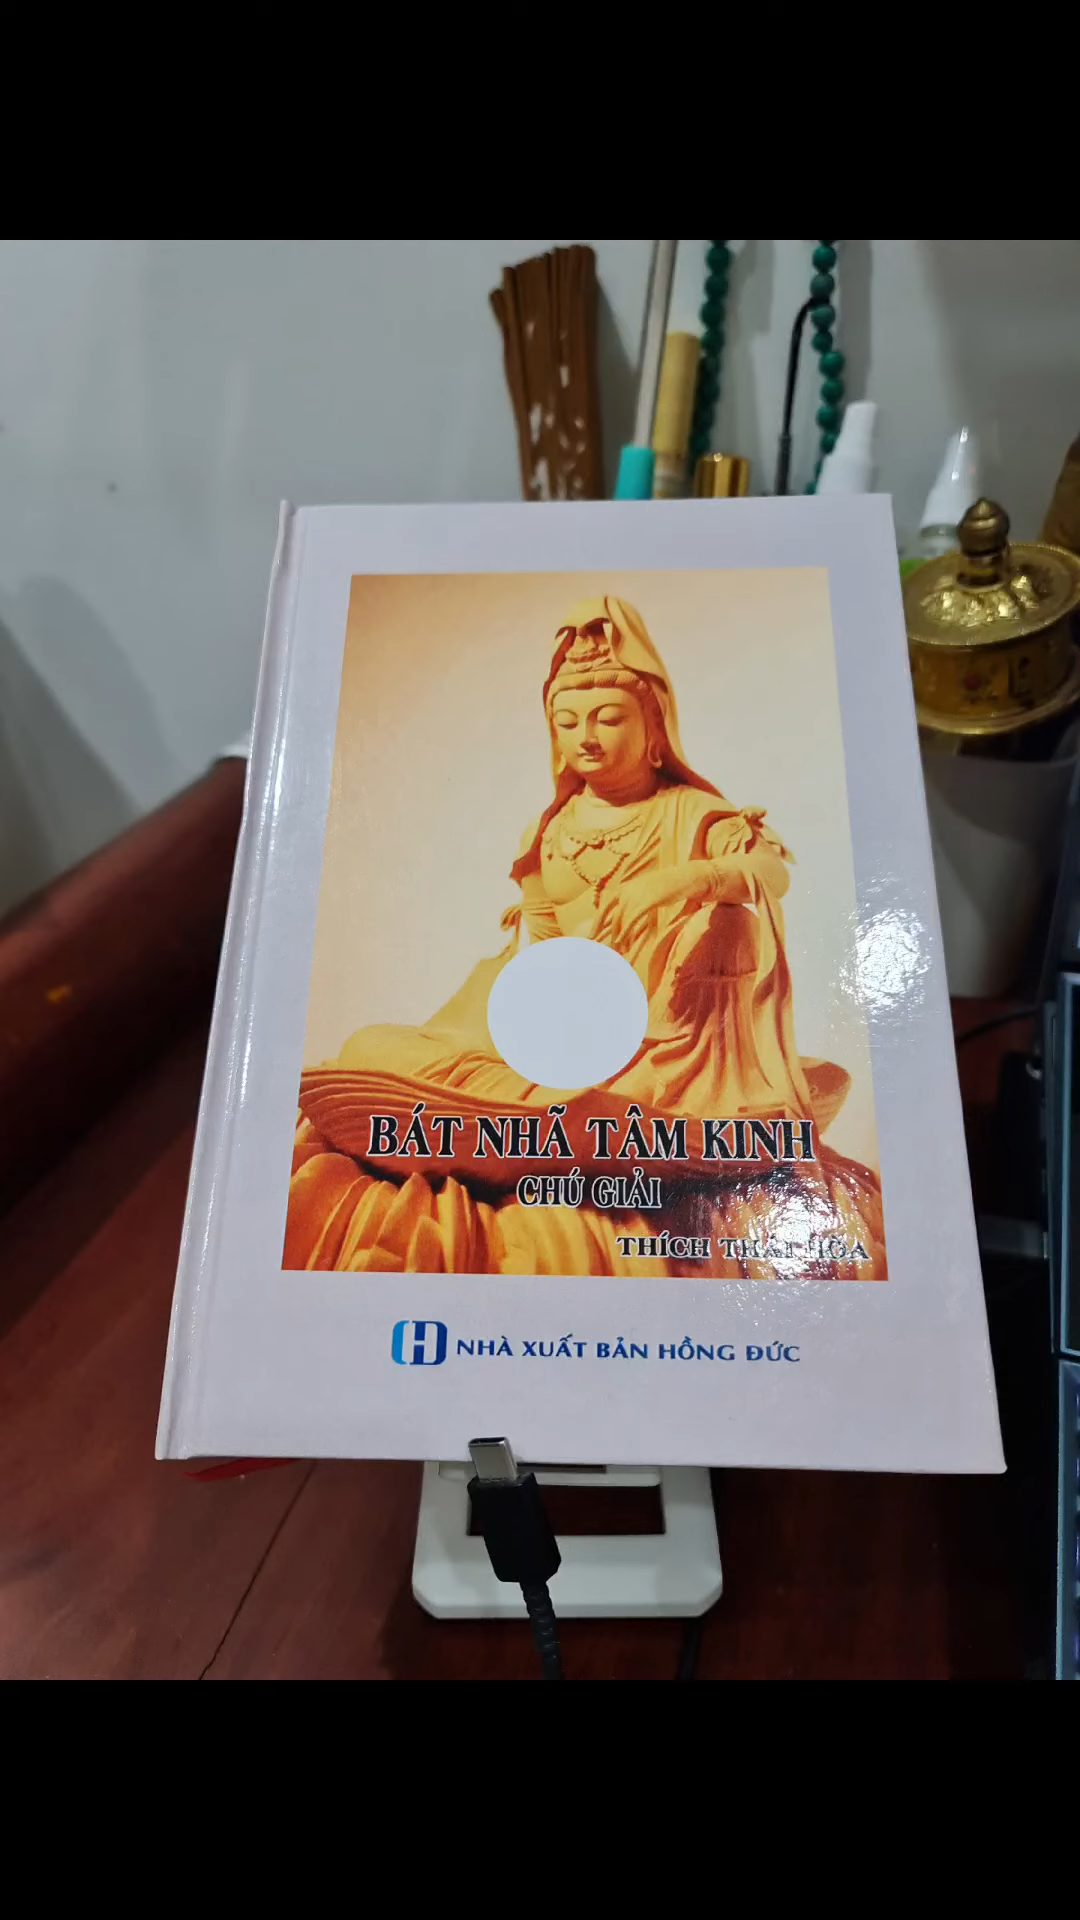 BÁT NHÃ TÂM KINH
CHÚ GIẢI
THÍCH THÁI HÒA
NHÀ XUẤT BẢN HỒNG ĐỨC